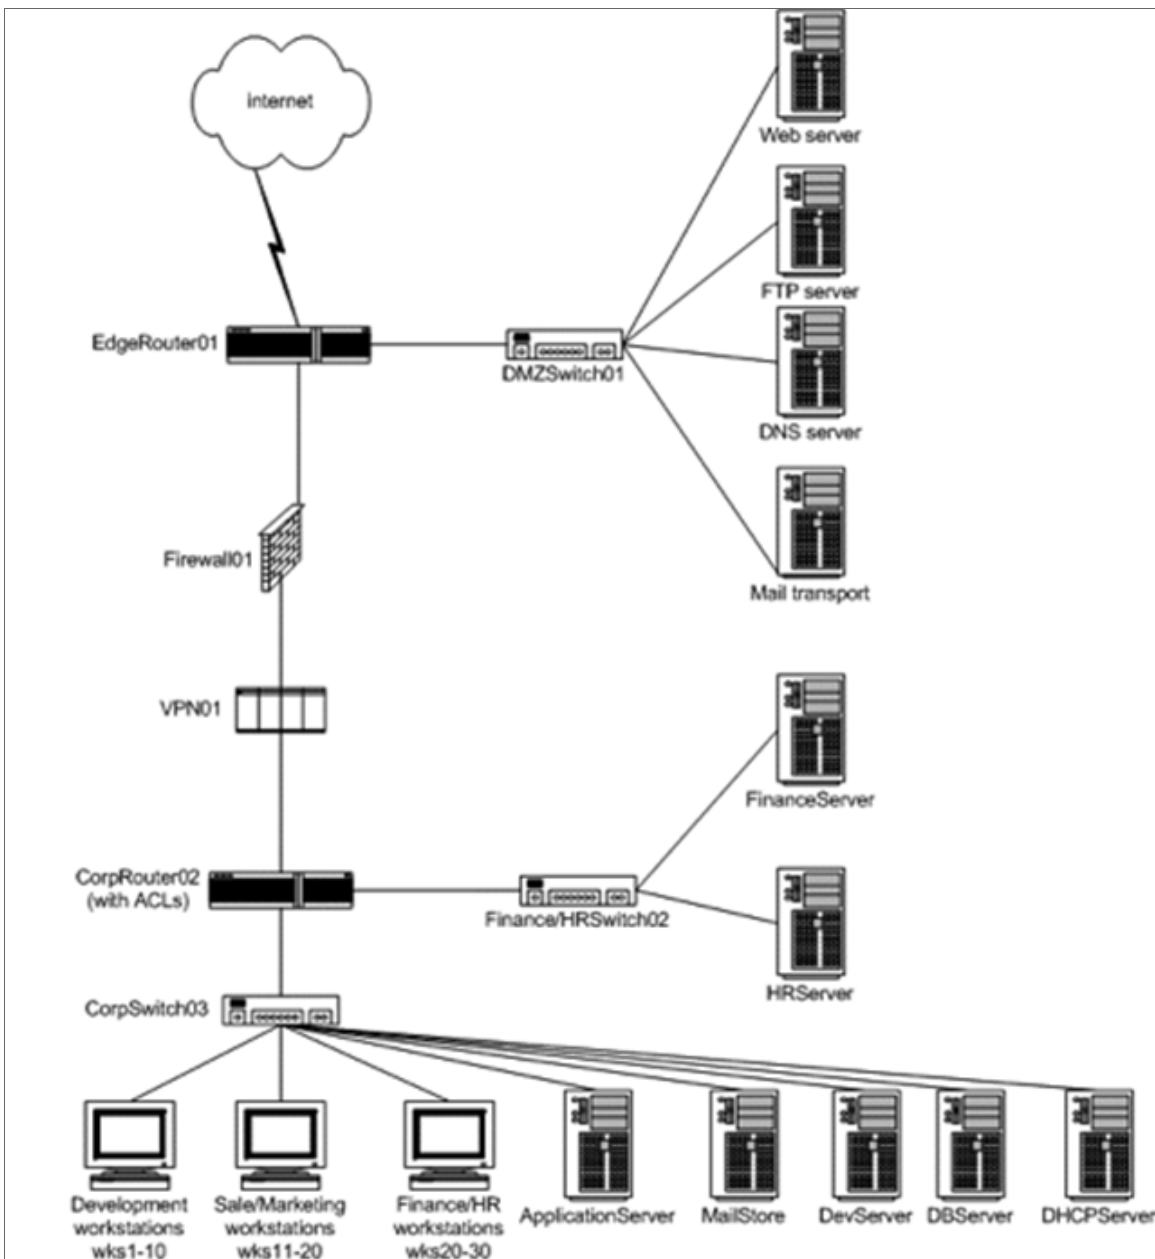 internet
Web server
FTP server
EdgeRouter01
DMZSwitch01
DNS server
Firewall01
Mail transport
VPN01
FinanceServer
CorpRouter02
(with ACLs)
Finance/HRSwitch02
HRServer
CorpSwitch03
Development
workstations
wks1-10
Sale/Marketing
workstations
wks11-20
Finance/HR
workstations
wks20-30
ApplicationServer
MailStore
DevServer
DBServer
DHCPServer